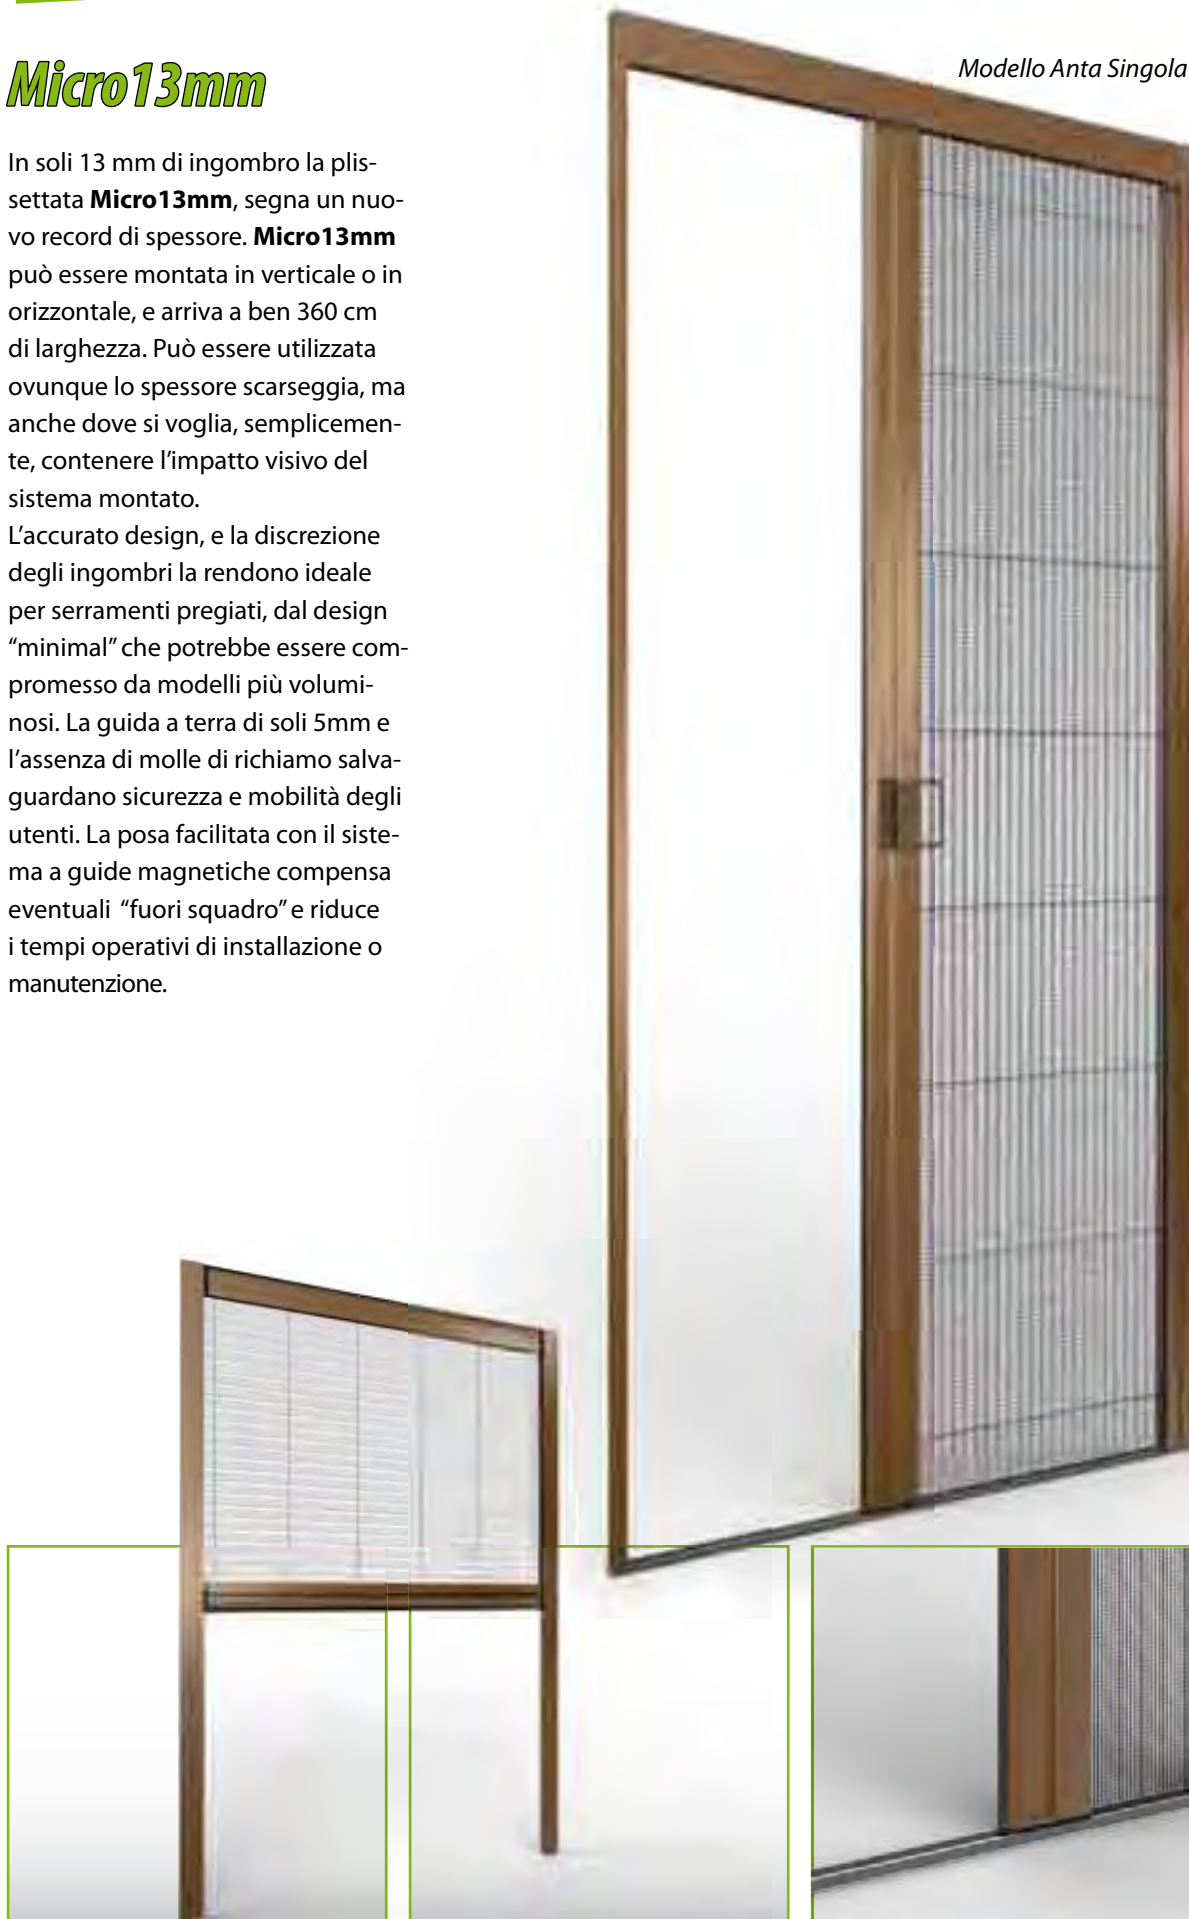 Micro13mm
Modello Anta Singola
In soli 13 mm di ingombro la plis-
settata Micro13mm, segna un nuo-
vo record di spessore. Micro13mm
può essere montata in verticale o in
orizzontale, e arriva a ben 360 cm
di larghezza. Può essere utilizzata
ovunque lo spessore scarseggia, ma
anche dove si voglia, semplicemen-
te, contenere l’impatto visivo del
sistema montato.
L’accurato design, e la discrezione
degli ingombri la rendono ideale
per serramenti pregiati, dal design
“minimal” che potrebbe essere com-
promesso da modelli più volumi-
nosi. La guida a terra di soli 5mm e
l’assenza di molle di richiamo salva-
guardano sicurezza e mobilità degli
utenti. La posa facilitata con il siste-
ma a guide magnetiche compensa
eventuali “fuori squadro” e riduce
i tempi operativi di installazione o
manutenzione.